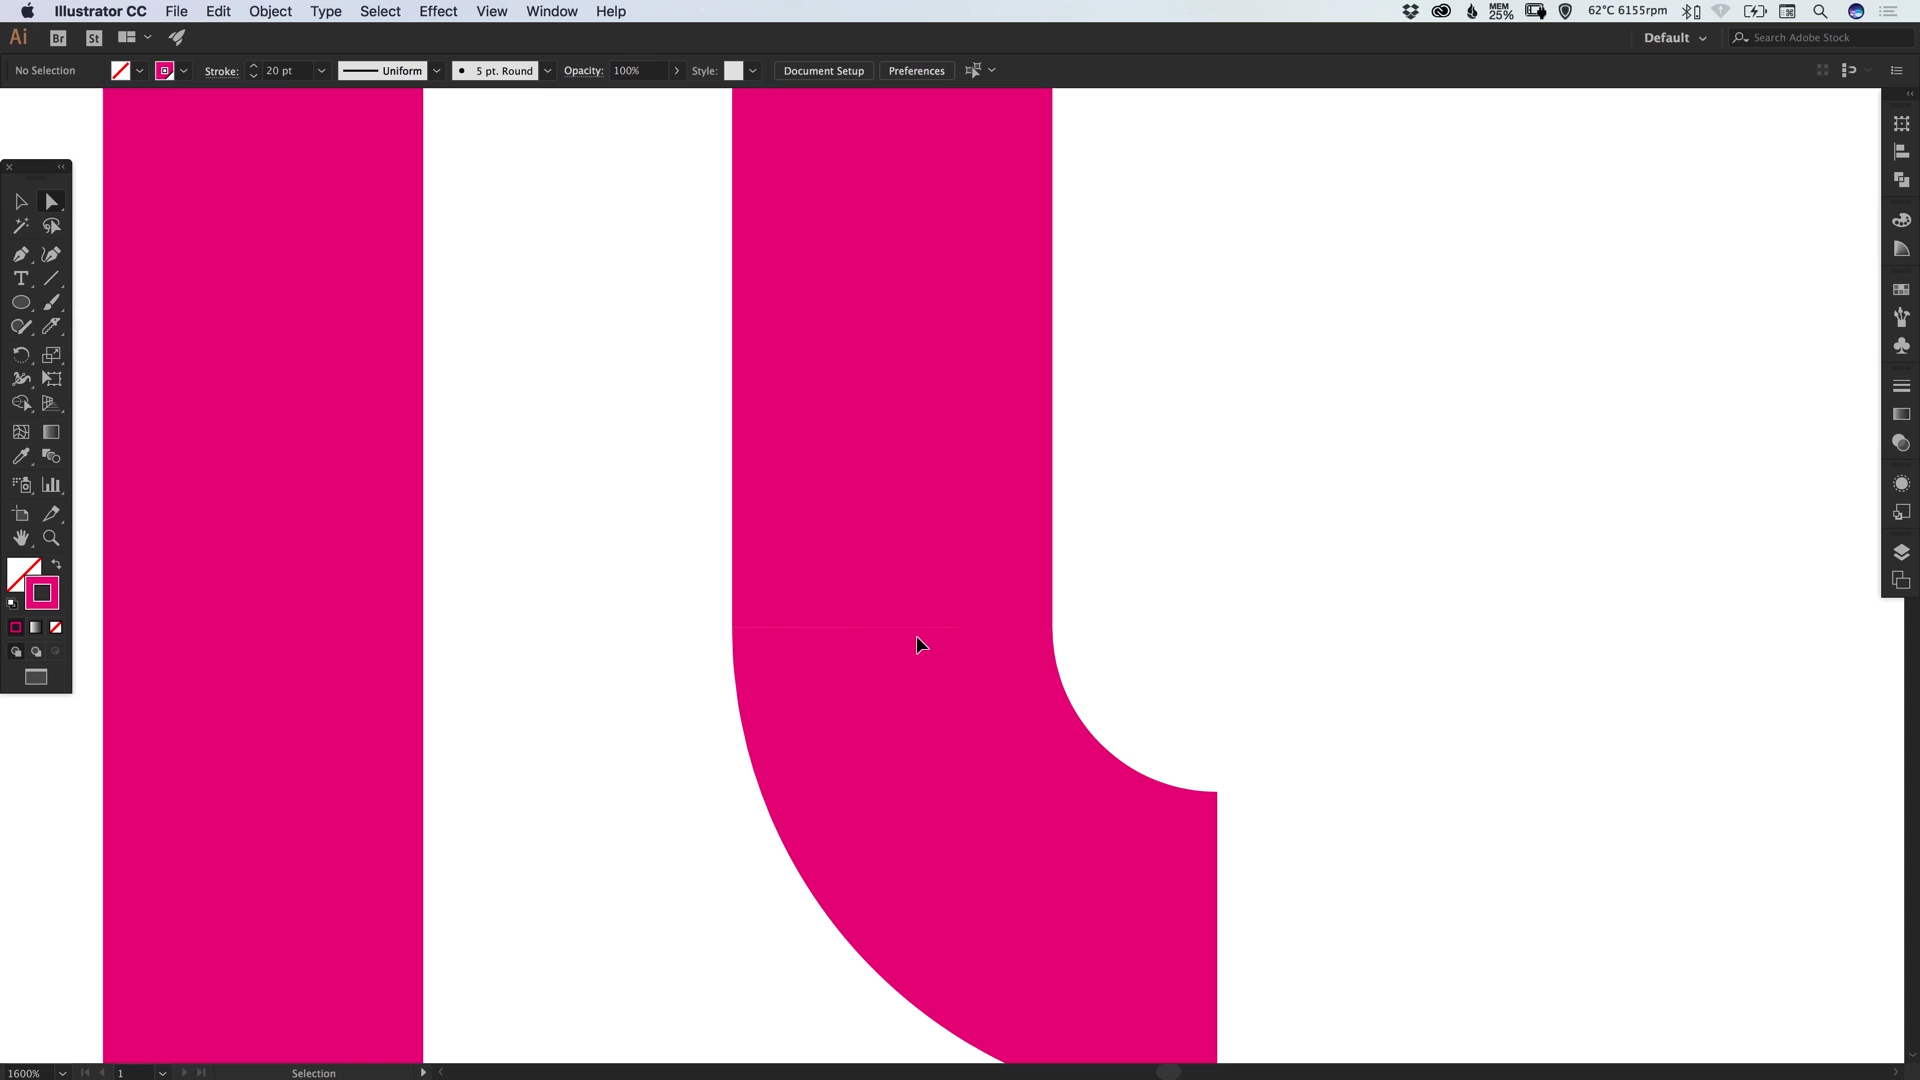 Illustrator CC File Edit Object Type Select Effect View Window Help MEM 25% 62°C 6155rpm
Ai Br St Default Search Adobe Stock
No Selection Stroke: 20 pt Uniform 5 pt. Round Opacity: 100% Style: Document Setup Preferences
T
1600% 1 Selection